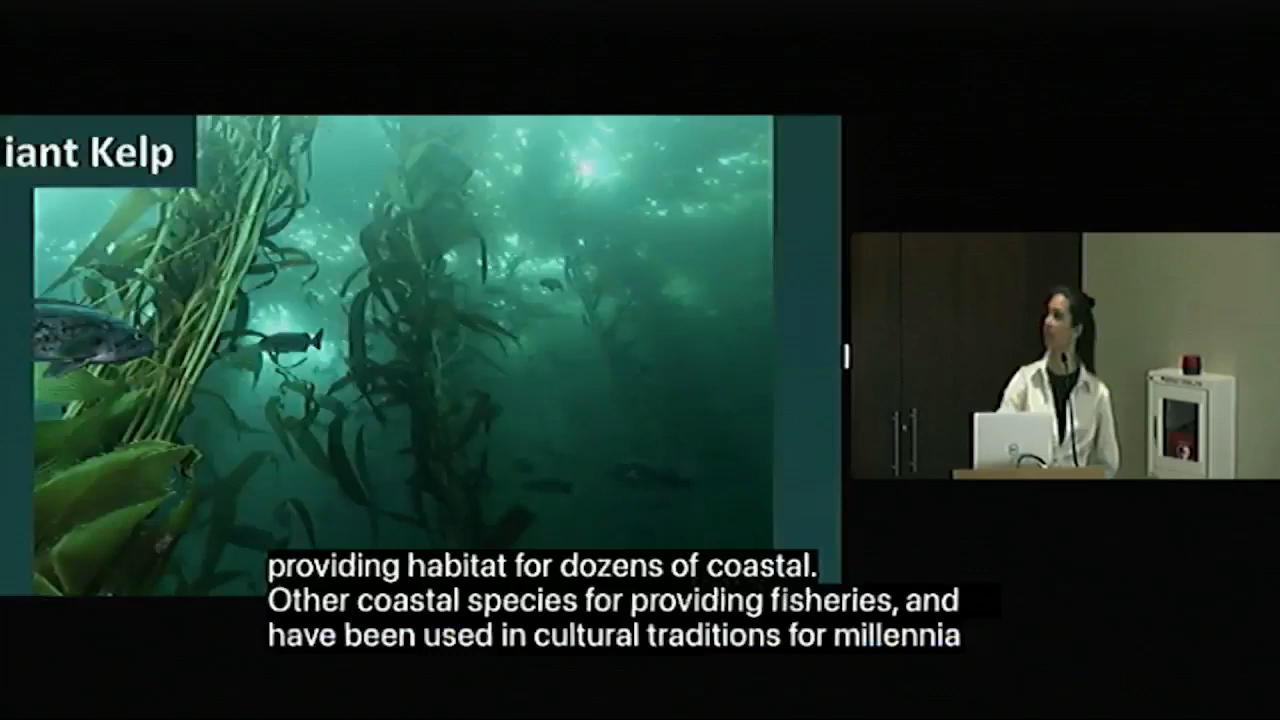 iant Kelp
providing habitat for dozens of coastal.
Other coastal species for providing fisheries, and
have been used in cultural traditions for millennia